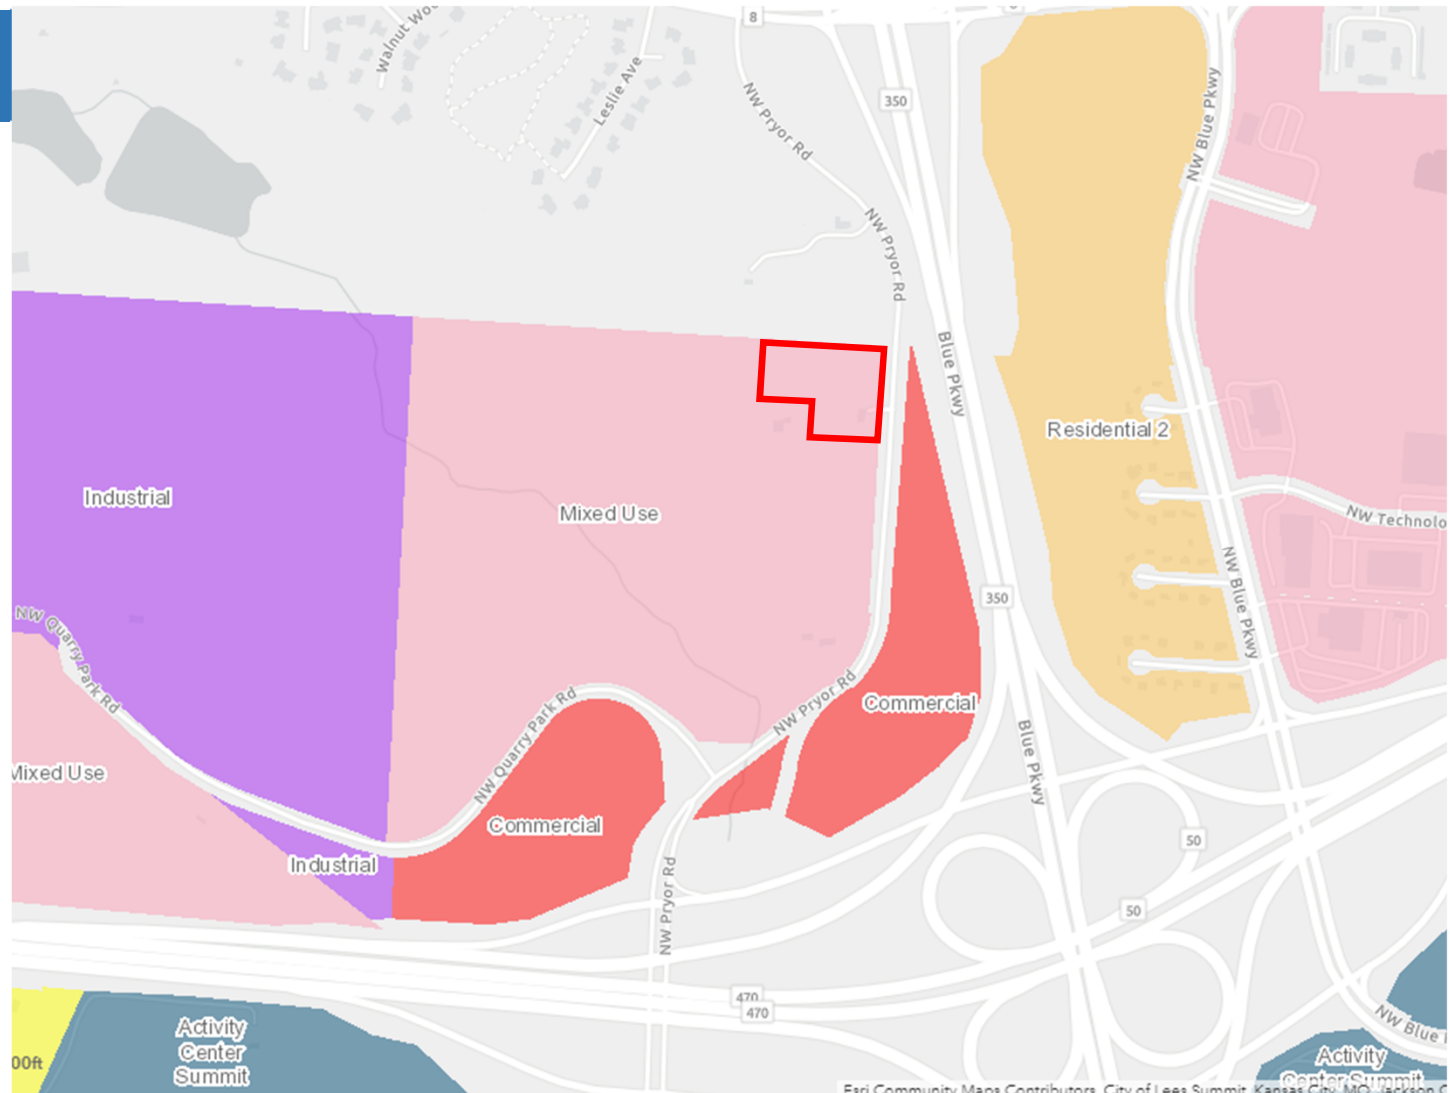 8
Walnut Woo
Leslie Ave
NW Pryor Rd
350
NW Blue Pkwy
NW Pryor Rd
Blue Pkwy
Residential 2
Industrial
Mixed Use
NW Technolo
NW Blue Pkwy
350
NW Quarry Park Rd
NW Quarry Park Rd
NW Pryor Rd
Commercial
Blue Pkwy
Mixed Use
Commercial
50
Industrial
NW Pryor Rd
50
470
470
Activity
Center
Summit
00ft
NW Blue
Activity
Center Summit
Esri Community Maps Contributors, City of Lees Summit, Kansas City, MO, Jackson C